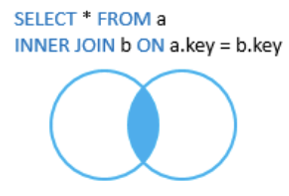 SELECT * FROM a
INNER JOIN b ON a.key = b.key